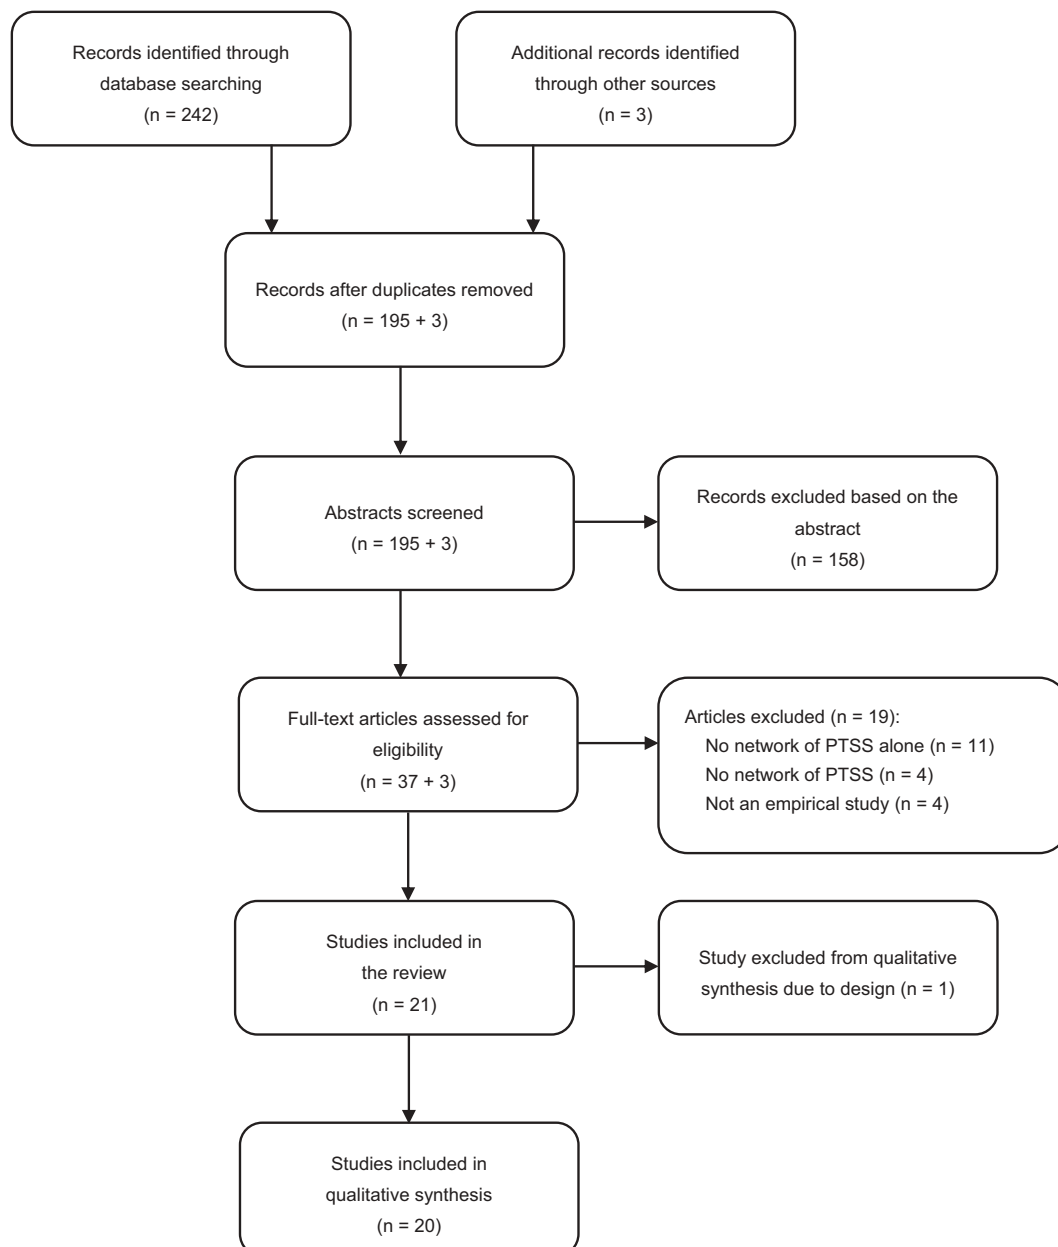 Records identified through
database searching
(n = 242)
Additional records identified
through other sources
(n = 3)
Records after duplicates removed
(n = 195 + 3)
Abstracts screened
(n = 195 + 3)
Records excluded based on the
abstract
(n = 158)
Full-text articles assessed for
eligibility
(n = 37 + 3)
Articles excluded (n = 19):
No network of PTSS alone (n = 11)
No network of PTSS (n = 4)
Not an empirical study (n = 4)
Studies included in
the review
(n = 21)
Study excluded from qualitative
synthesis due to design (n = 1)
Studies included in
qualitative synthesis
(n = 20)